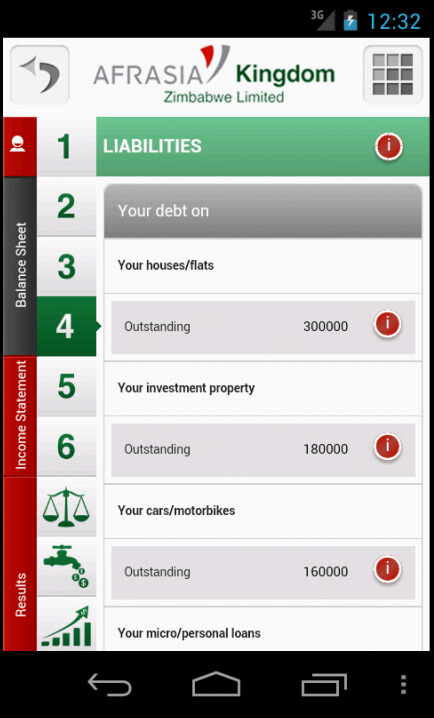 3G 12:32
AFRASIA Kingdom
Zimbabwe Limited
1 LIABILITIES i
2 Your debt on
Balance Sheet
3 Your houses/flats
4 Outstanding 300000 i
5 Your investment property
Income Statement
6 Outstanding 180000 i
Your cars/motorbikes
Results
Outstanding 160000 i
Your micro/personal loans